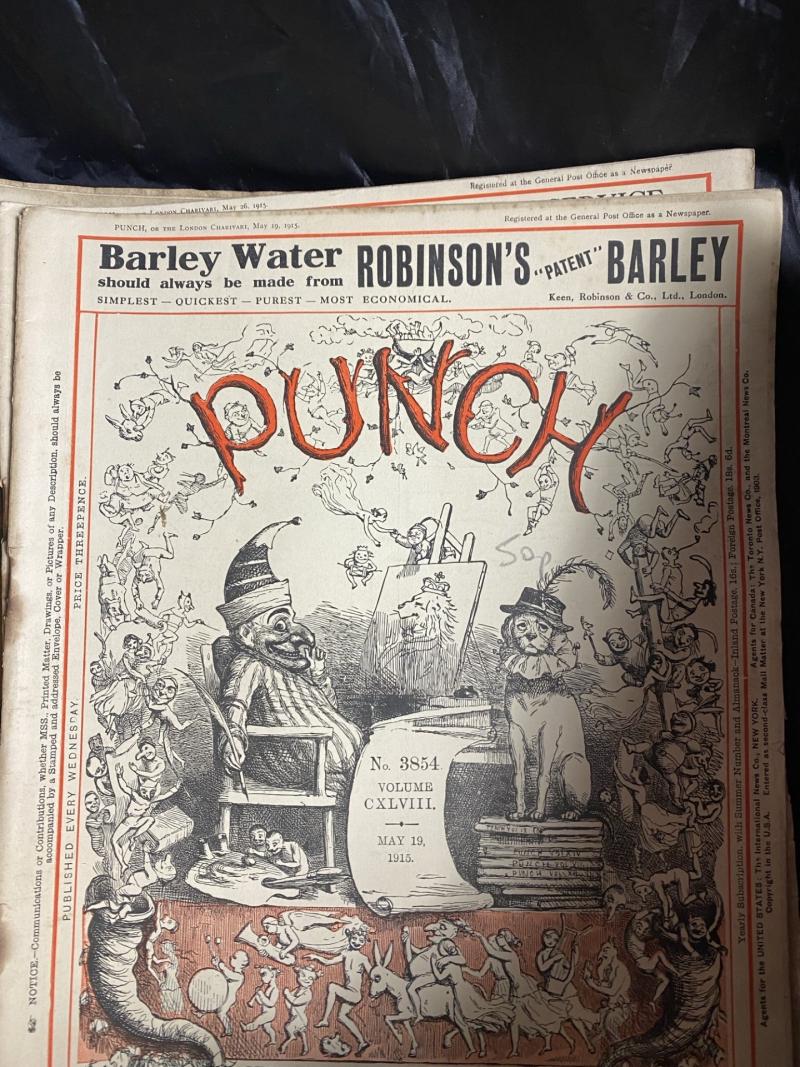 Registered at the General Post Office as a Newspaper
LONDON CHARIVARI, May 26, 1915.
SERVICE
PUNCH, or the London Charivari, May 19, 1915.
Registered at the General Post Office as a Newspaper.
Barley Water
should always be made from
ROBINSON'S "PATENT" BARLEY
SIMPLEST — QUICKEST — PUREST — MOST ECONOMICAL.
Keen, Robinson & Co., Ltd., London.
PUNCH
50p
No. 3854
VOLUME
CXLVIII.
MAY 19,
1915.
PUNCH VOL
PUNCH VOL
NOTICE.—Communications or Contributions, whether MSS., Printed Matter, Drawings, or Pictures of any Description, should always be
accompanied by a Stamped and addressed Envelope, Cover or Wrapper.
PUBLISHED EVERY WEDNESDAY.
PRICE THREEPENCE.
Yearly Subscription, with Summer Number and Almanack—Inland Postage, 16s.; Foreign Postage, 18s. 6d.
Agents for the UNITED STATES: The International News Co., NEW YORK. Agents for Canada: The Toronto News Co., and the Montreal News Co.
Copyright in the U.S.A. Entered as second-class Mail Matter at the New York N.Y. Post Office, 1903.